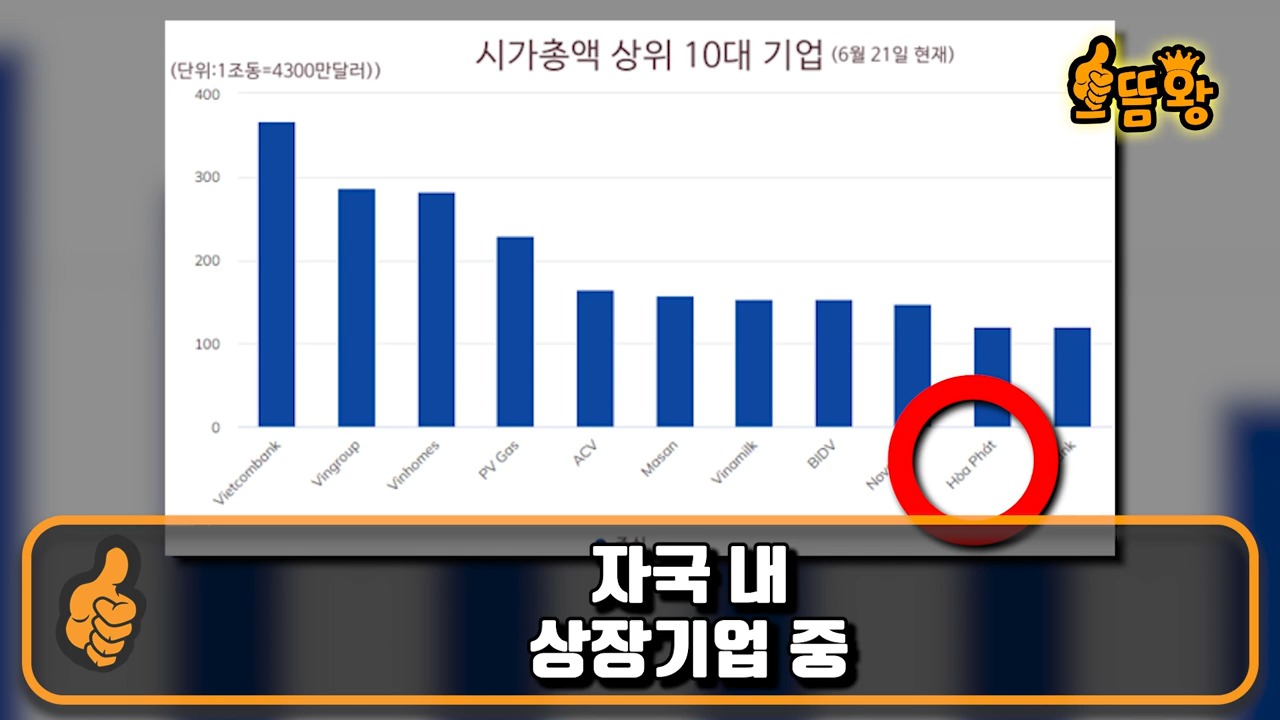 시가총액 상위 10대 기업 (6월 21일 현재)
(단위:1조동=4300만달러))
으뜸왕
400
300
200
100
0
Vietcombank
Vingroup
Vinhomes
PV Gas
ACV
Masan
Vinamilk
BIDV
Hòa Phát
자국 내
상장기업 중